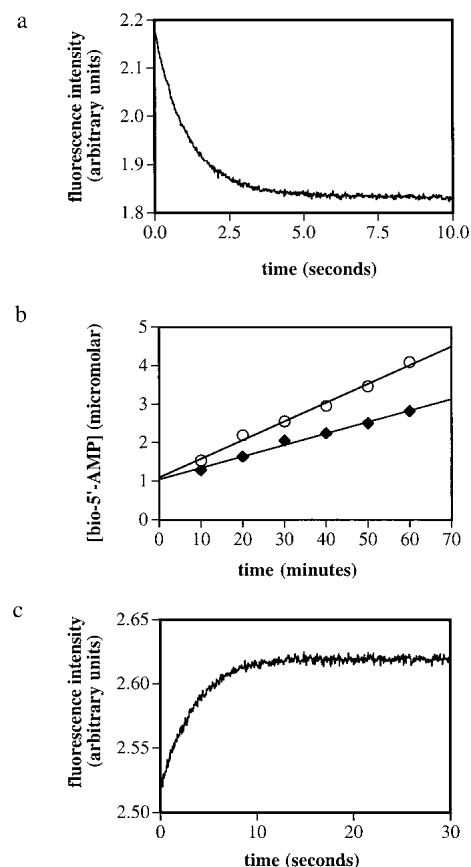 a
fluorescence intensity
(arbitrary units)
2.2
2.1
2.0
1.9
1.8
0.0 2.5 5.0 7.5 10.0
time (seconds)
b
[bio-5'-AMP] (micromolar)
5
4
3
2
1
0
0 10 20 30 40 50 60 70
time (minutes)
c
fluorescence intensity
(arbitrary units)
2.65
2.60
2.55
2.50
0 10 20 30
time (seconds)